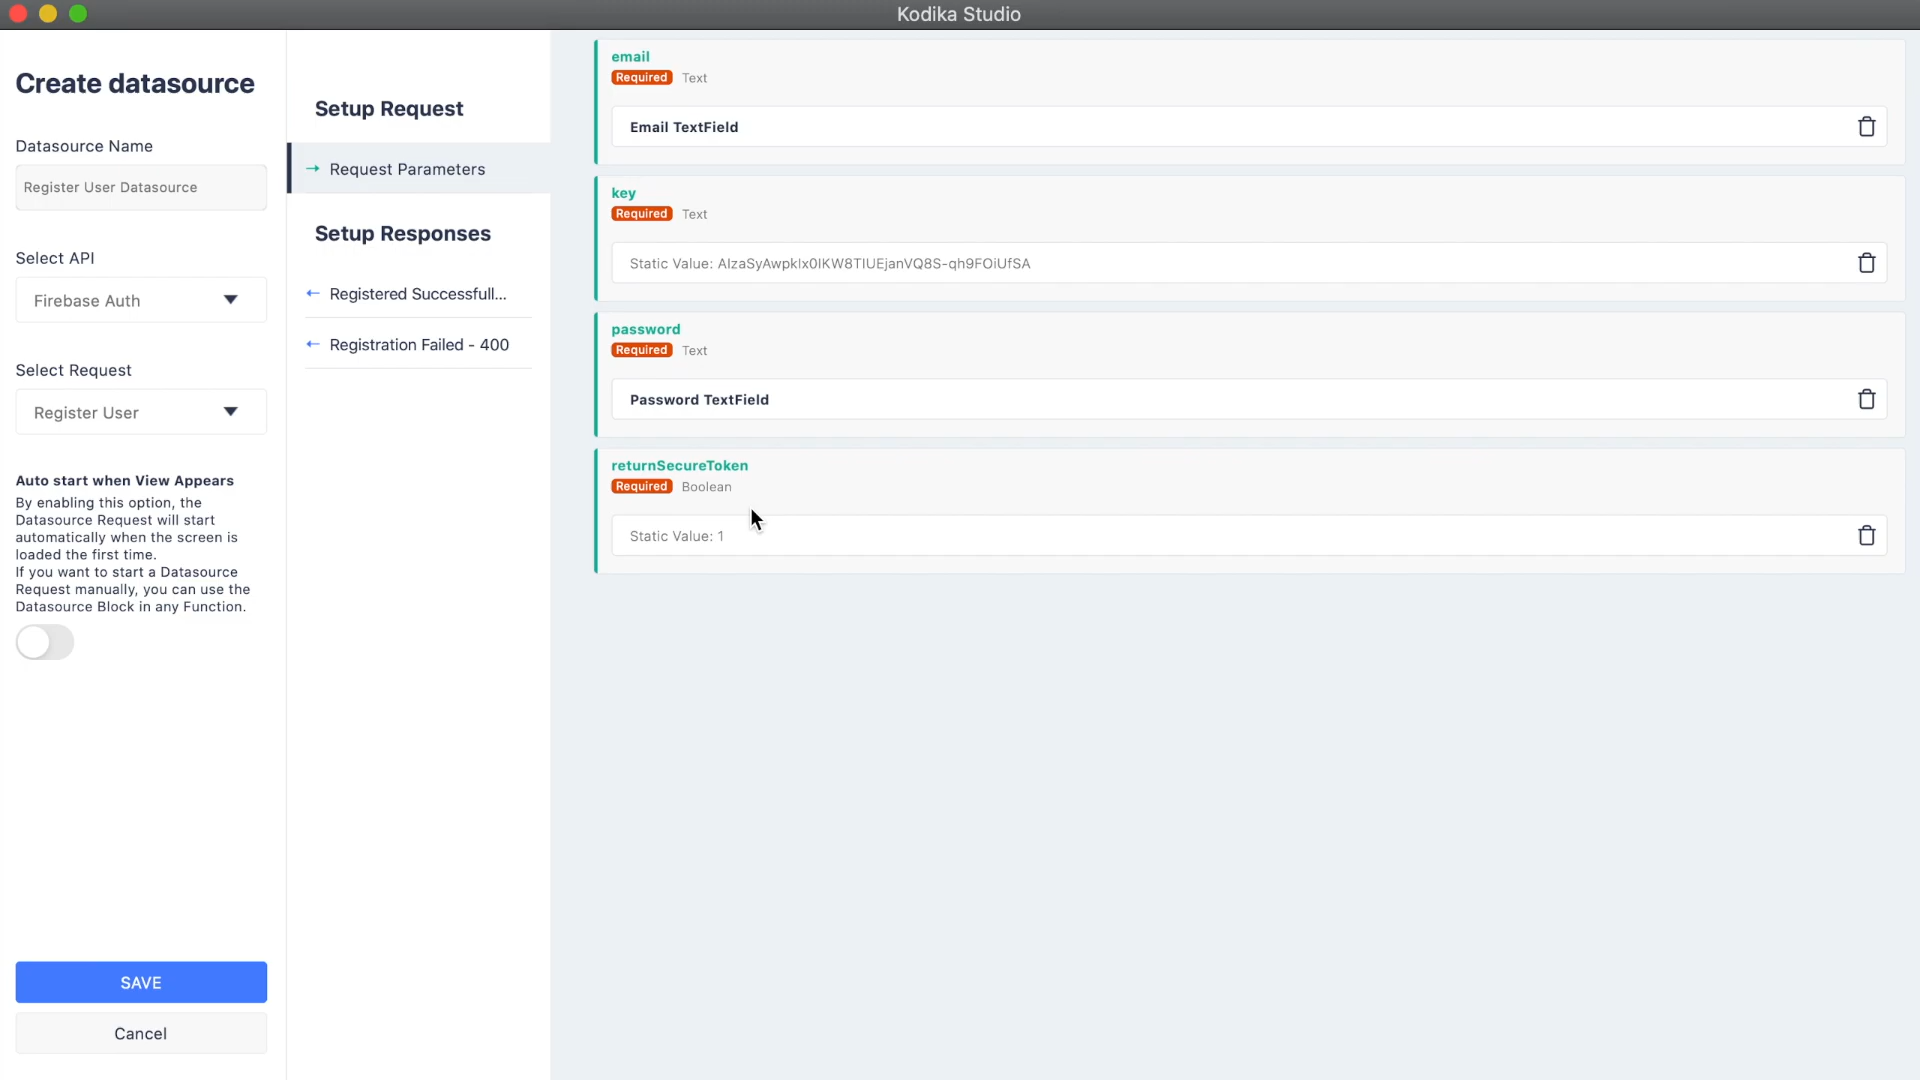 Kodika Studio
Create datasource
Datasource Name
Register User Datasource
Select API
Firebase Auth
Select Request
Register User
Auto start when View Appears
By enabling this option, the
Datasource Request will start
automatically when the screen is
loaded the first time.
If you want to start a Datasource
Request manually, you can use the
Datasource Block in any Function.
SAVE
Cancel
Setup Request
→ Request Parameters
Setup Responses
← Registered Successfull...
← Registration Failed - 400
email
Required Text
Email TextField
key
Required Text
Static Value: AIzaSyAwpklx0IKW8TIUEjanVQ8S-qh9FOiUfSA
password
Required Text
Password TextField
returnSecureToken
Required Boolean
Static Value: 1